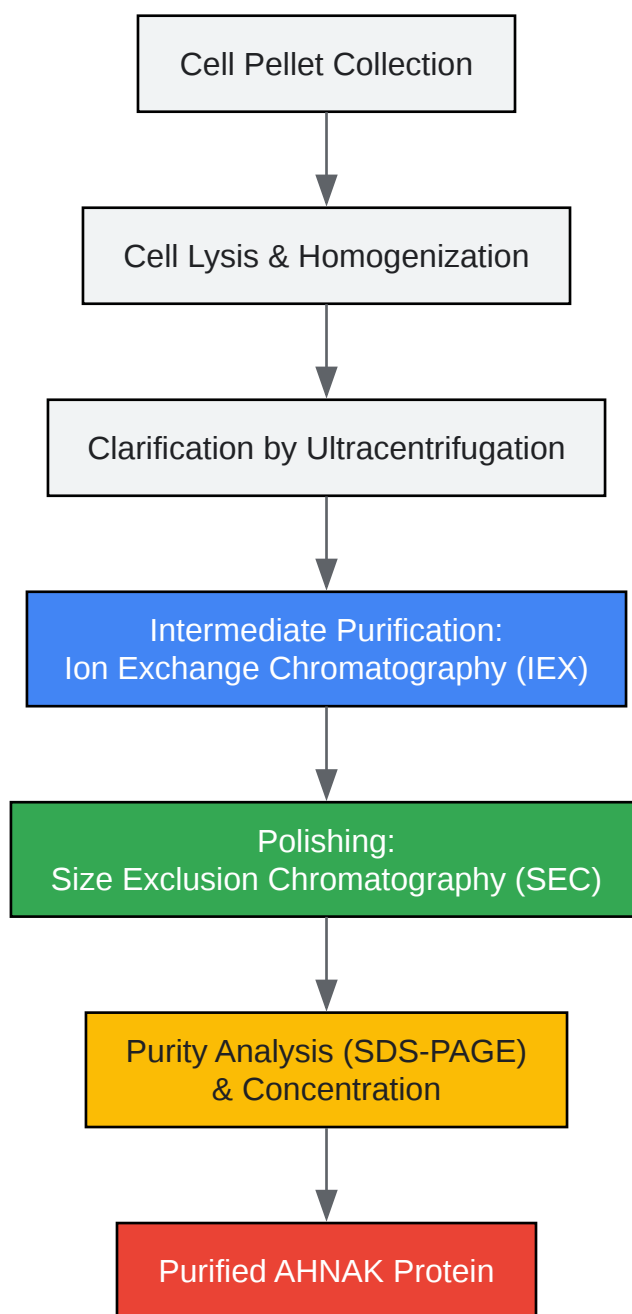 Cell Pellet Collection
Cell Lysis & Homogenization
Clarification by Ultracentrifugation
Intermediate Purification:
Ion Exchange Chromatography (IEX)
Polishing:
Size Exclusion Chromatography (SEC)
Purity Analysis (SDS-PAGE)
& Concentration
Purified AHNAK Protein